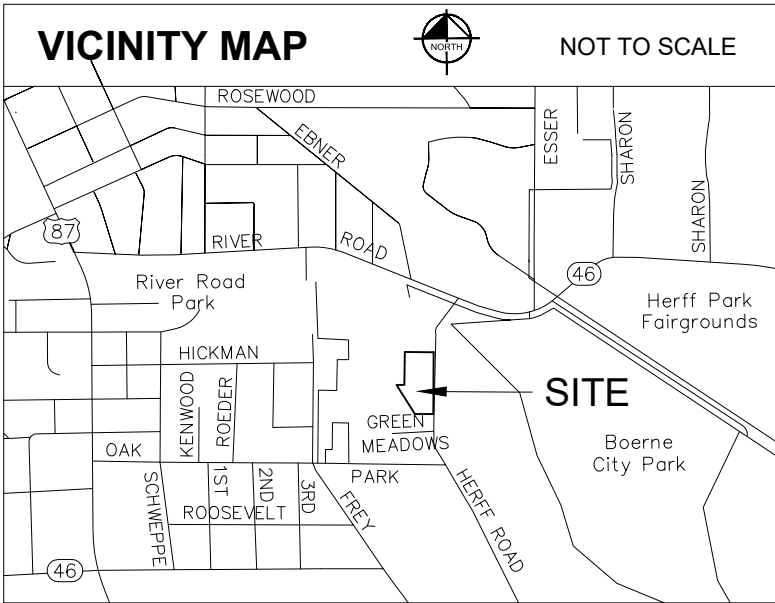 VICINITY MAP
NORTH
NOT TO SCALE
ROSEWOOD
EBNER
ESSER
SHARON
SHARON
87
RIVER
ROAD
46
River Road
Park
Herff Park
Fairgrounds
HICKMAN
SITE
KENWOOD
ROEDER
GREEN
MEADOWS
Boerne
City Park
OAK
PARK
SCHWEPPE
1ST
2ND
3RD
FREY
HERFF ROAD
ROOSEVELT
46